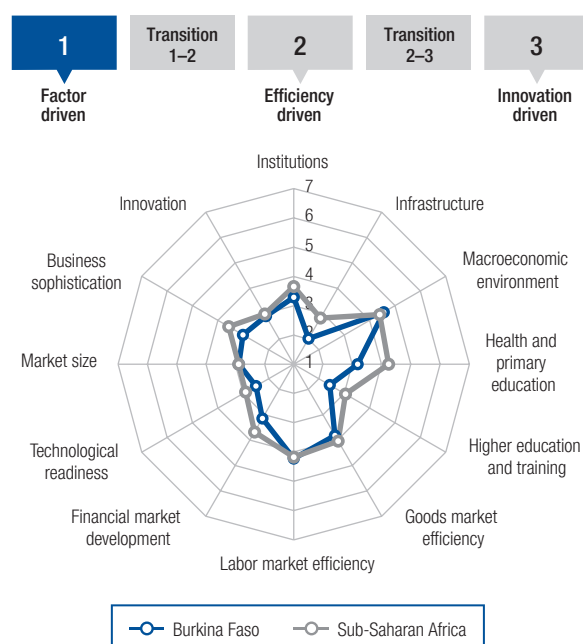 1
Transition
1–2
2
Transition
2–3
3
Factor
driven
Efficiency
driven
Innovation
driven
Institutions
7
Innovation
Infrastructure
6
5
Business
sophistication
Macroeconomic
environment
4
3
2
Market size
1
Health and
primary
education
Technological
readiness
Higher education
and training
Financial market
development
Goods market
efficiency
Labor market efficiency
Burkina Faso
Sub-Saharan Africa